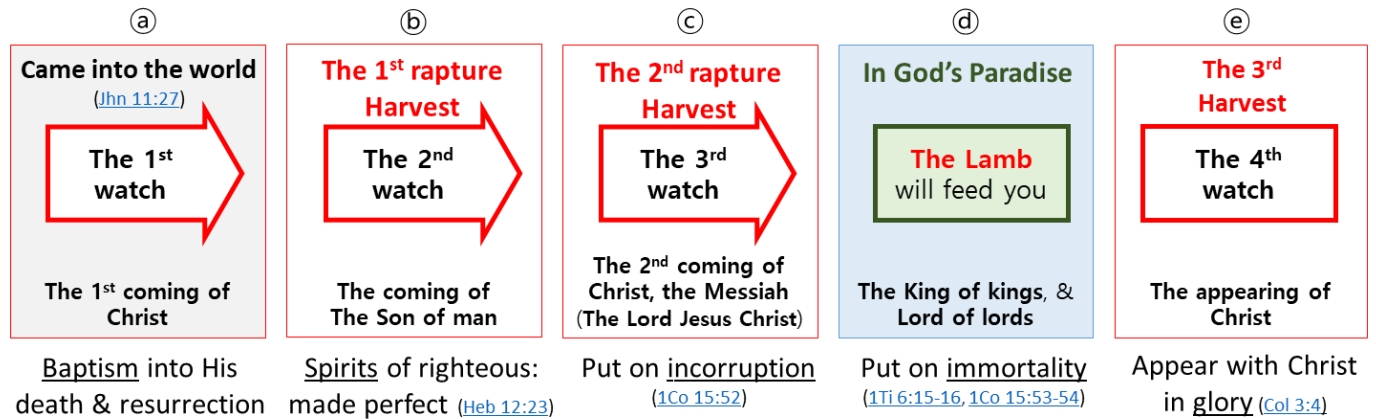 ⓐ
Came into the world
(Jhn 11:27)
The 1st
watch
The 1st coming of
Christ
Baptism into His
death & resurrection
ⓑ
The 1st rapture
Harvest
The 2nd
watch
The coming of
The Son of man
Spirits of righteous:
made perfect (Heb 12:23)
ⓒ
The 2nd rapture
Harvest
The 3rd
watch
The 2nd coming of
Christ, the Messiah
(The Lord Jesus Christ)
Put on incorruption
(1Co 15:52)
ⓓ
In God's Paradise
The Lamb
will feed you
The King of kings, &
Lord of lords
Put on immortality
(1Ti 6:15-16, 1Co 15:53-54)
ⓔ
The 3rd
Harvest
The 4th
watch
The appearing of
Christ
Appear with Christ
in glory (Col 3:4)